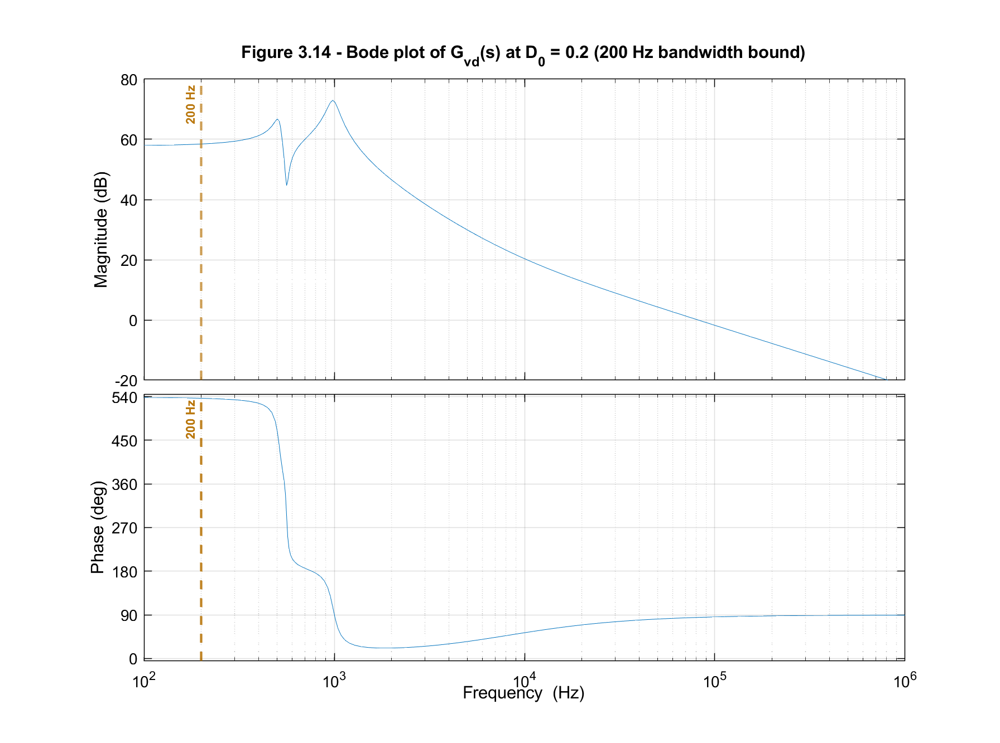 Figure 3.14 - Bode plot of G_vd(s) at D_0 = 0.2 (200 Hz bandwidth bound)
80
60
40
20
0
-20
Magnitude (dB)
200 Hz
540
450
360
270
180
90
0
Phase (deg)
200 Hz
10^2 10^3 10^4 10^5 10^6
Frequency (Hz)